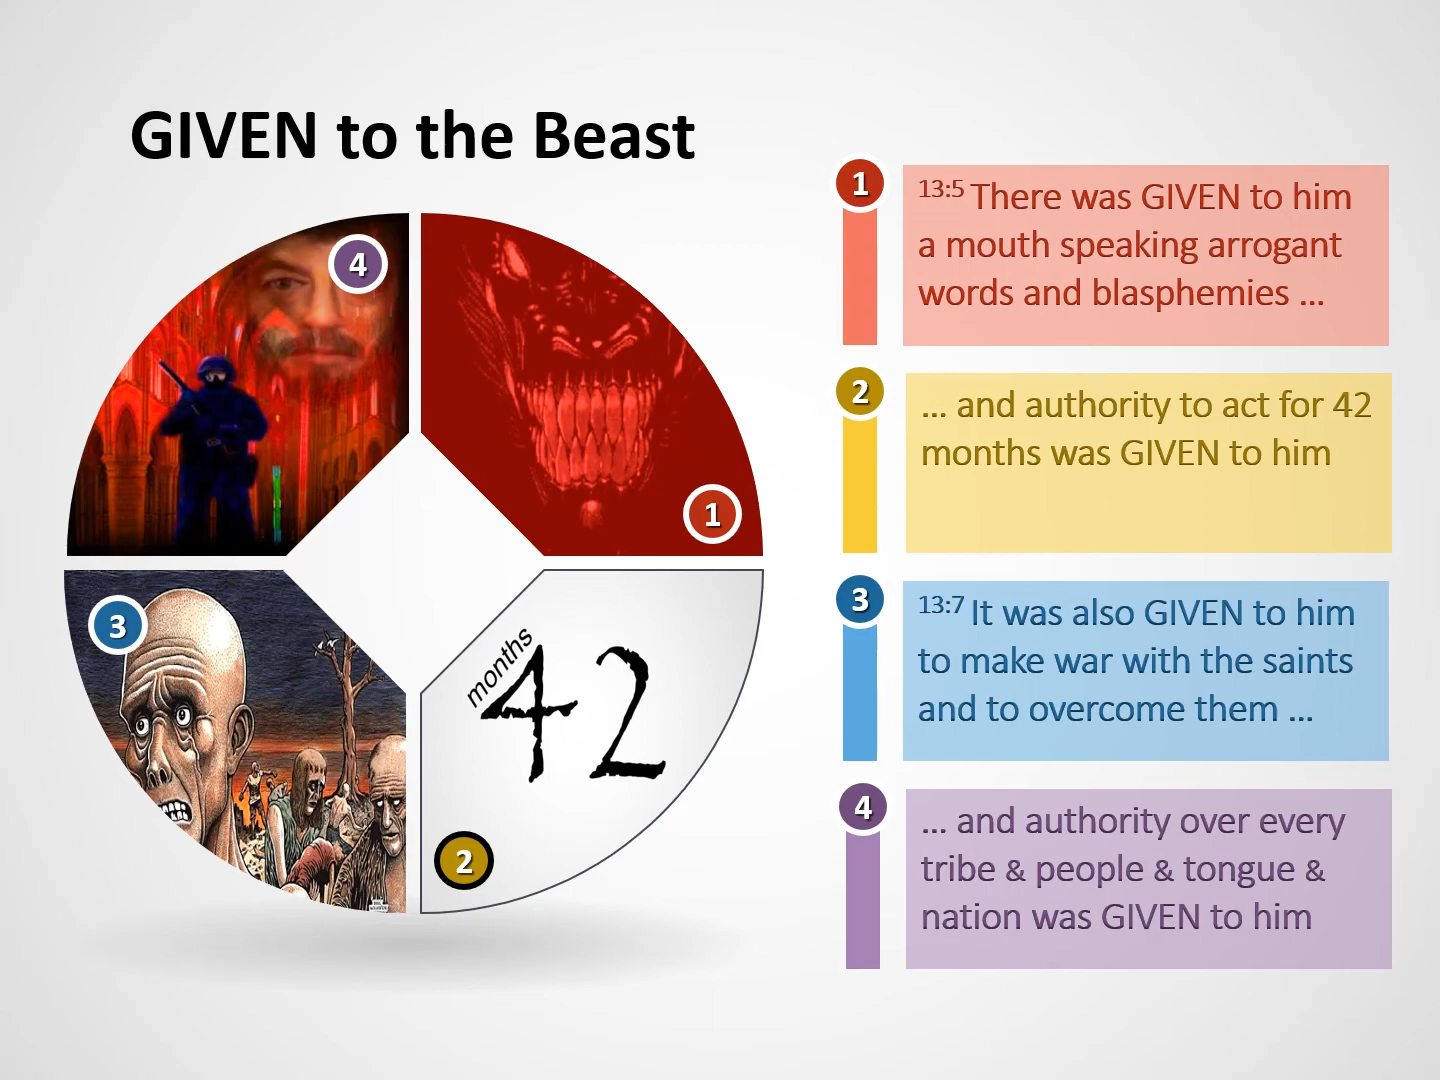 GIVEN to the Beast
4
1
3
months
42
2
1
13:5 There was GIVEN to him
a mouth speaking arrogant
words and blasphemies ...
2
... and authority to act for 42
months was GIVEN to him
3
13:7 It was also GIVEN to him
to make war with the saints
and to overcome them ...
4
... and authority over every
tribe & people & tongue &
nation was GIVEN to him